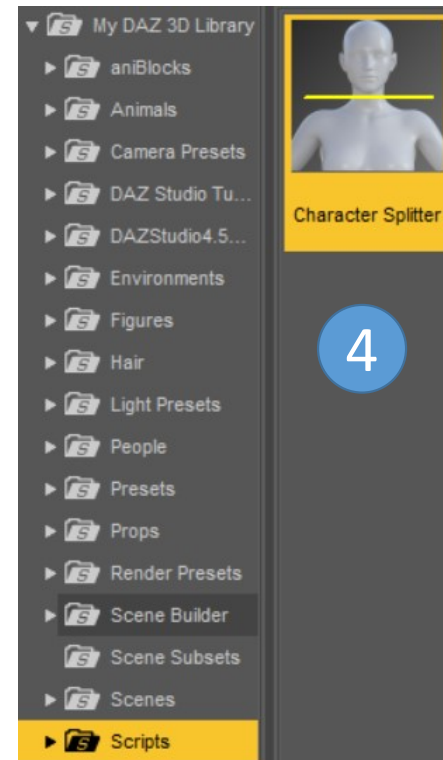 My DAZ 3D Library
aniBlocks
Animals
Camera Presets
DAZ Studio Tu...
DAZStudio4.5...
Environments
Figures
Hair
Light Presets
People
Presets
Props
Render Presets
Scene Builder
Scene Subsets
Scenes
Scripts
Character Splitter
4